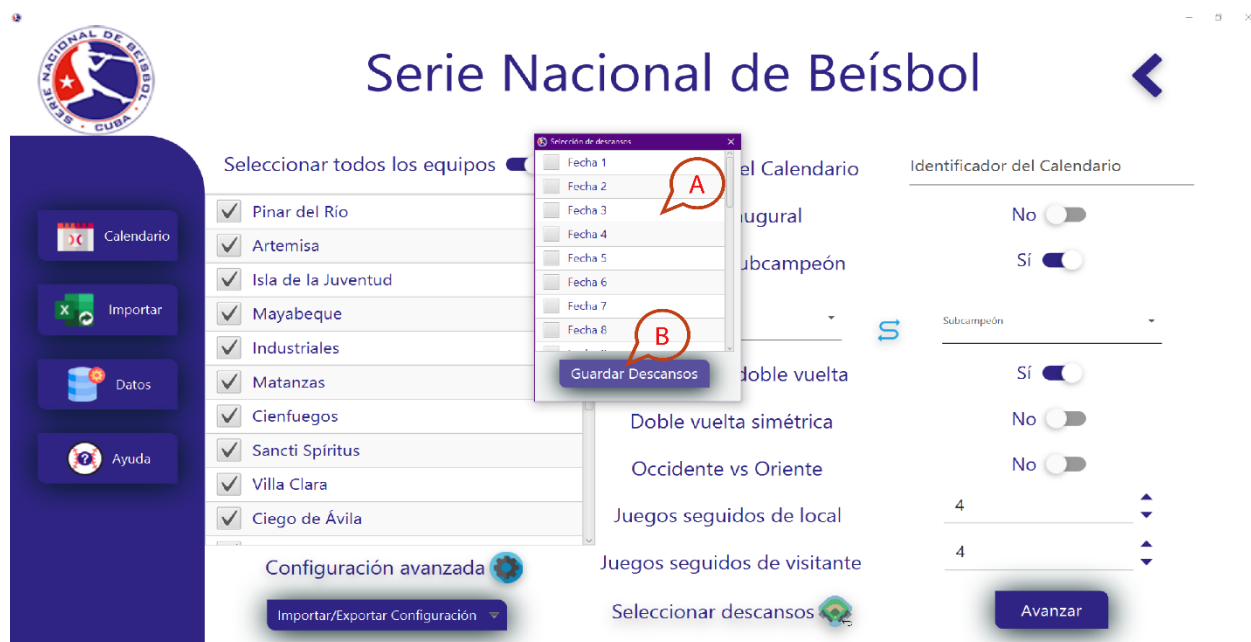 SERIE NACIONAL DE BEISBOL
CUBA
Serie Nacional de Beísbol
Calendario
Importar
Datos
Ayuda
Seleccionar todos los equipos
Pinar del Río
Artemisa
Isla de la Juventud
Mayabeque
Industriales
Matanzas
Cienfuegos
Sancti Spíritus
Villa Clara
Ciego de Ávila
Configuración avanzada
Importar/Exportar Configuración
Selección de descansos
Fecha 1
Fecha 2
Fecha 3
Fecha 4
Fecha 5
Fecha 6
Fecha 7
Fecha 8
A
B
Guardar Descansos
el Calendario
Identificador del Calendario
ugural
No
ubcampeón
Sí
Subcampeón
doble vuelta
Sí
Doble vuelta simétrica
No
Occidente vs Oriente
No
Juegos seguidos de local
4
Juegos seguidos de visitante
4
Seleccionar descansos
Avanzar